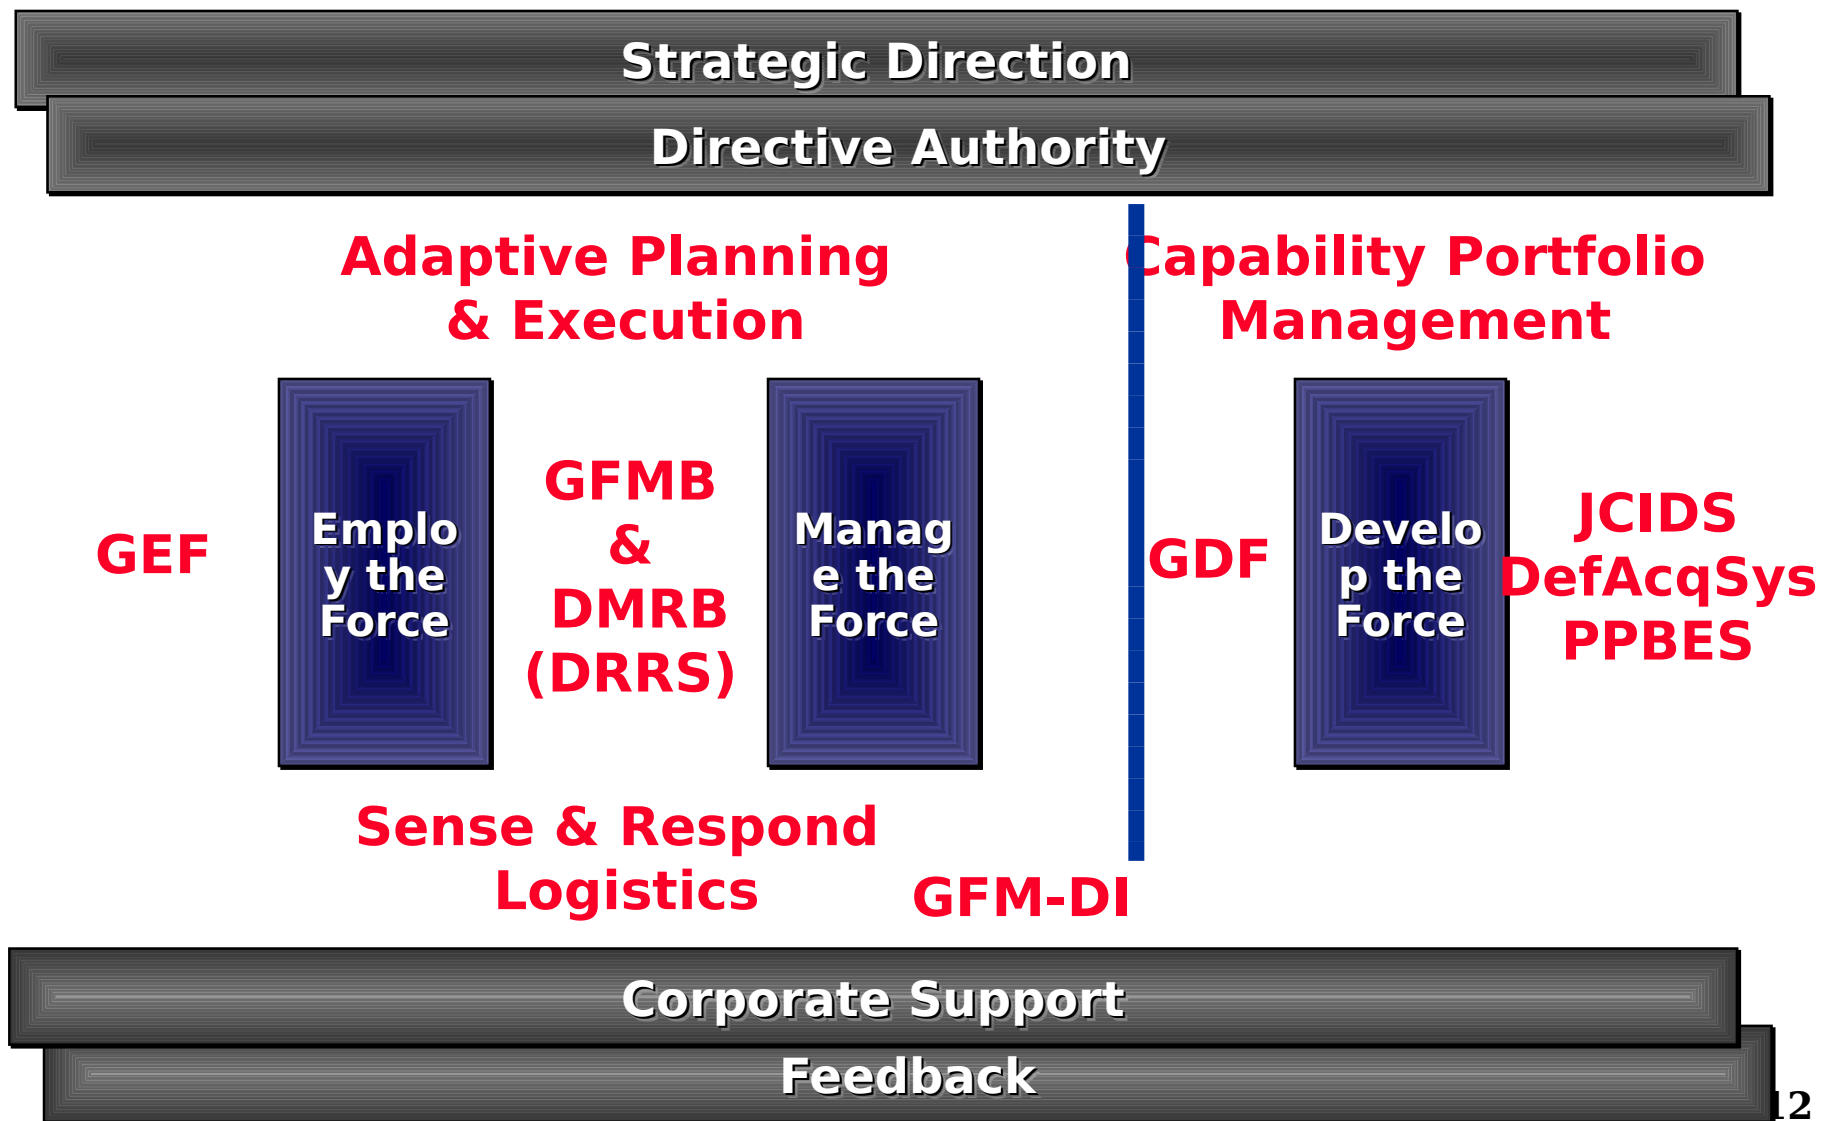 Strategic Direction
Directive Authority
Adaptive Planning
& Execution
Capability Portfolio
Management
GEF
Emplo
y the
Force
GFMB
&
DMRB
(DRRS)
Manag
e the
Force
GDF
Develo
p the
Force
JCIDS
DefAcqSys
PPBES
Sense & Respond
Logistics
GFM-DI
Corporate Support
Feedback
12